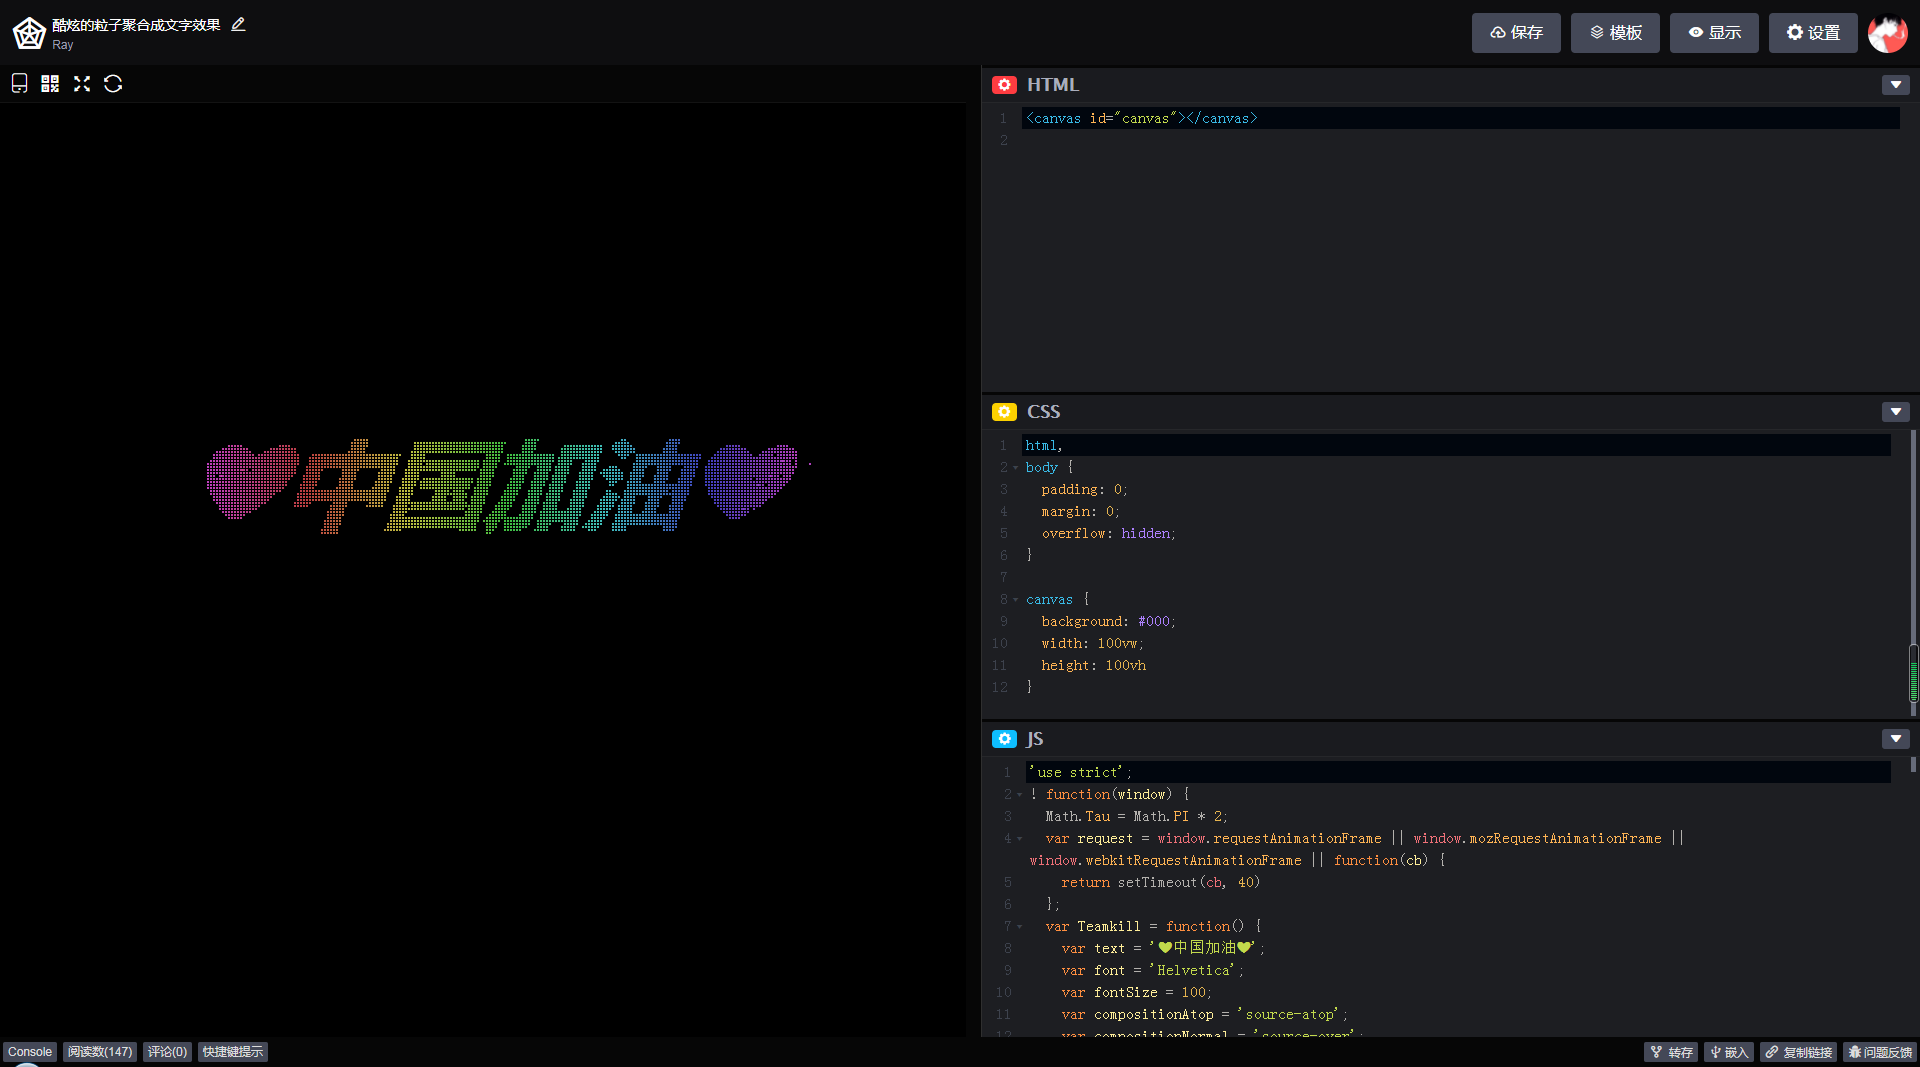 酷炫的粒子聚合成文字效果
Ray
保存
模板
显示
设置
HTML
1 <canvas id="canvas"></canvas>
2
♥中国加油♥
CSS
1 html,
2 body {
3 padding: 0;
4 margin: 0;
5 overflow: hidden;
6 }
7
8 canvas {
9 background: #000;
10 width: 100vw;
11 height: 100vh
12 }
JS
1 'use strict';
2 ! function(window) {
3 Math.Tau = Math.PI * 2;
4 var request = window.requestAnimationFrame || window.mozRequestAnimationFrame ||
window.webkitRequestAnimationFrame || function(cb) {
5 return setTimeout(cb, 40)
6 };
7 var Teamkill = function() {
8 var text = '♥中国加油♥';
9 var font = 'Helvetica';
10 var fontSize = 100;
11 var compositionAtop = 'source-atop';
12 var compositionNormal = 'source-over';
Console
阅读数(147)
评论(0)
快捷键提示
转存
嵌入
复制链接
问题反馈